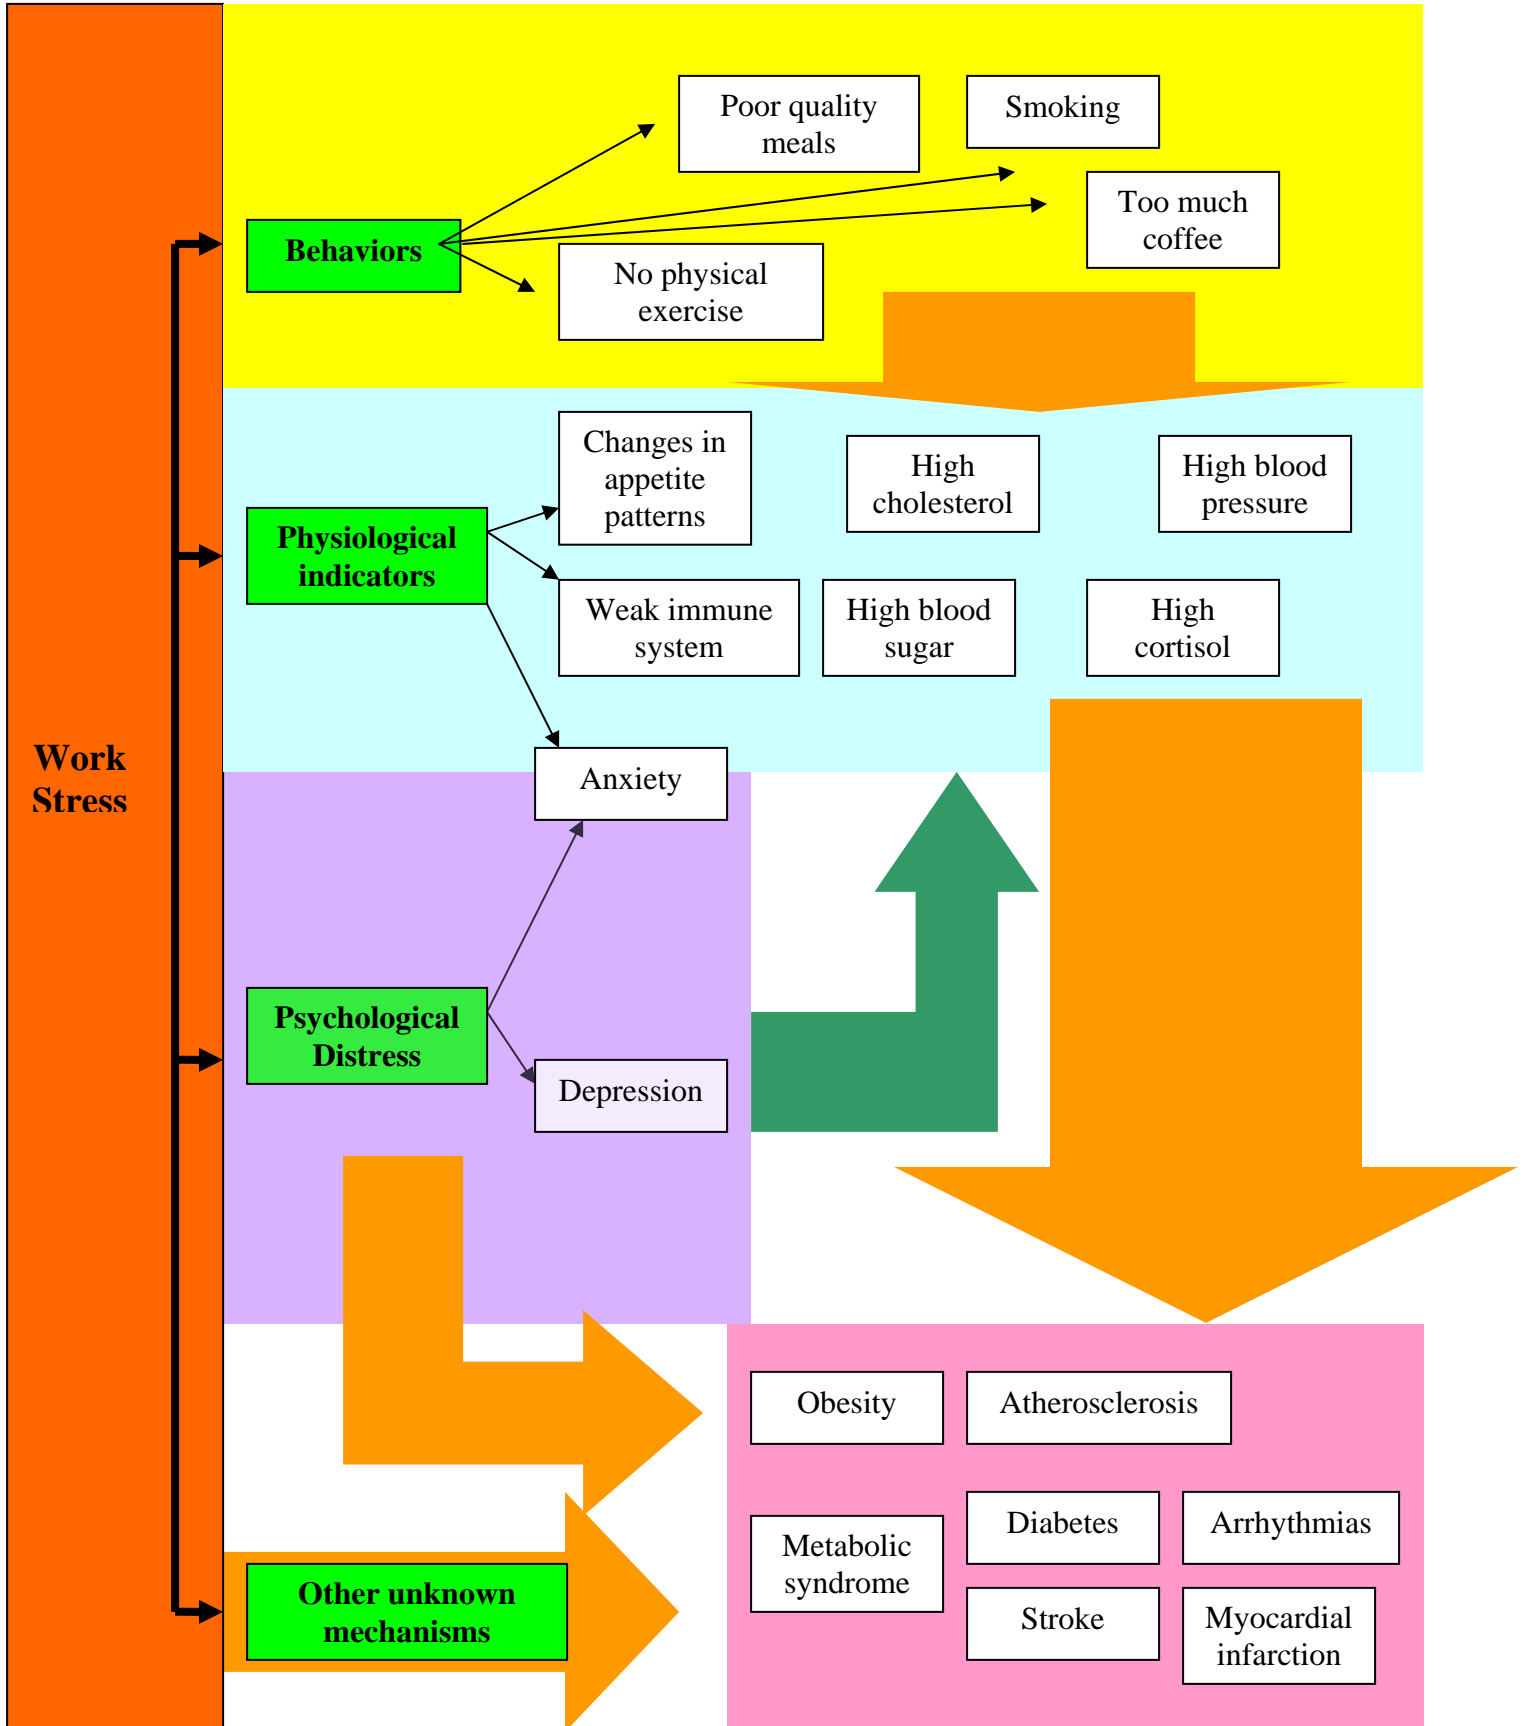 Poor quality
meals
Smoking
Too much
coffee
Behaviors
No physical
exercise
Changes in
appetite
patterns
High
cholesterol
High blood
pressure
Physiological
indicators
Weak immune
system
High blood
sugar
High
cortisol
Work
Stress
Anxiety
Psychological
Distress
Depression
Obesity
Atherosclerosis
Metabolic
syndrome
Diabetes
Arrhythmias
Other unknown
mechanisms
Stroke
Myocardial
infarction